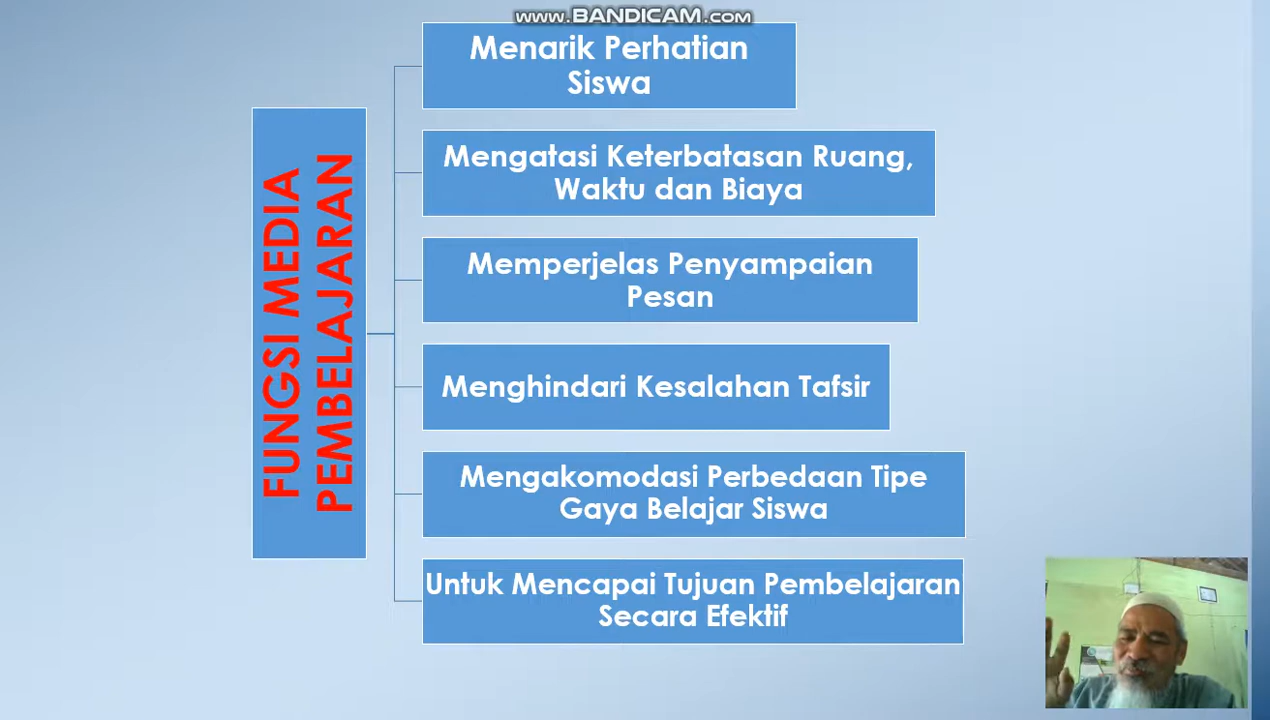 www.BANDICAM.com
FUNGSI MEDIA
PEMBELAJARAN
Menarik Perhatian
Siswa
Mengatasi Keterbatasan Ruang,
Waktu dan Biaya
Memperjelas Penyampaian
Pesan
Menghindari Kesalahan Tafsir
Mengakomodasi Perbedaan Tipe
Gaya Belajar Siswa
Untuk Mencapai Tujuan Pembelajaran
Secara Efektif